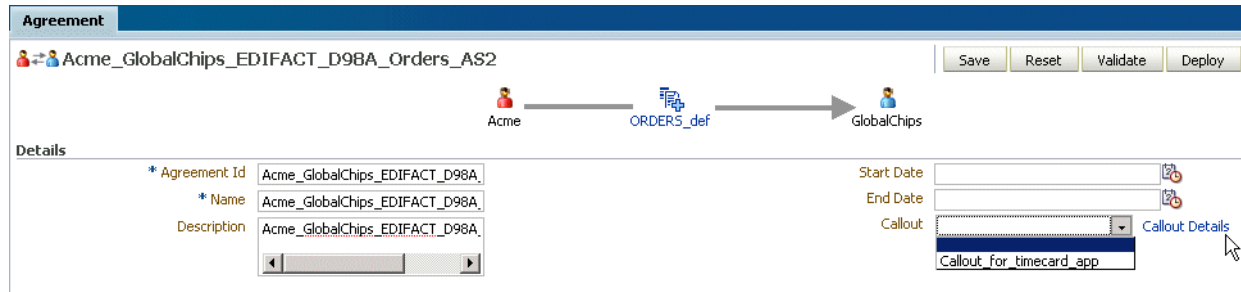 Agreement
Acme_GlobalChips_EDIFACT_D98A_Orders_AS2
Save Reset Validate Deploy
Acme ORDERS_def GlobalChips
Details
* Agreement Id Acme_GlobalChips_EDIFACT_D98A_
* Name Acme_GlobalChips_EDIFACT_D98A_
Description Acme_GlobalChips_EDIFACT_D98A_
Start Date
End Date
Callout Callout Details
Callout_for_timecard_app